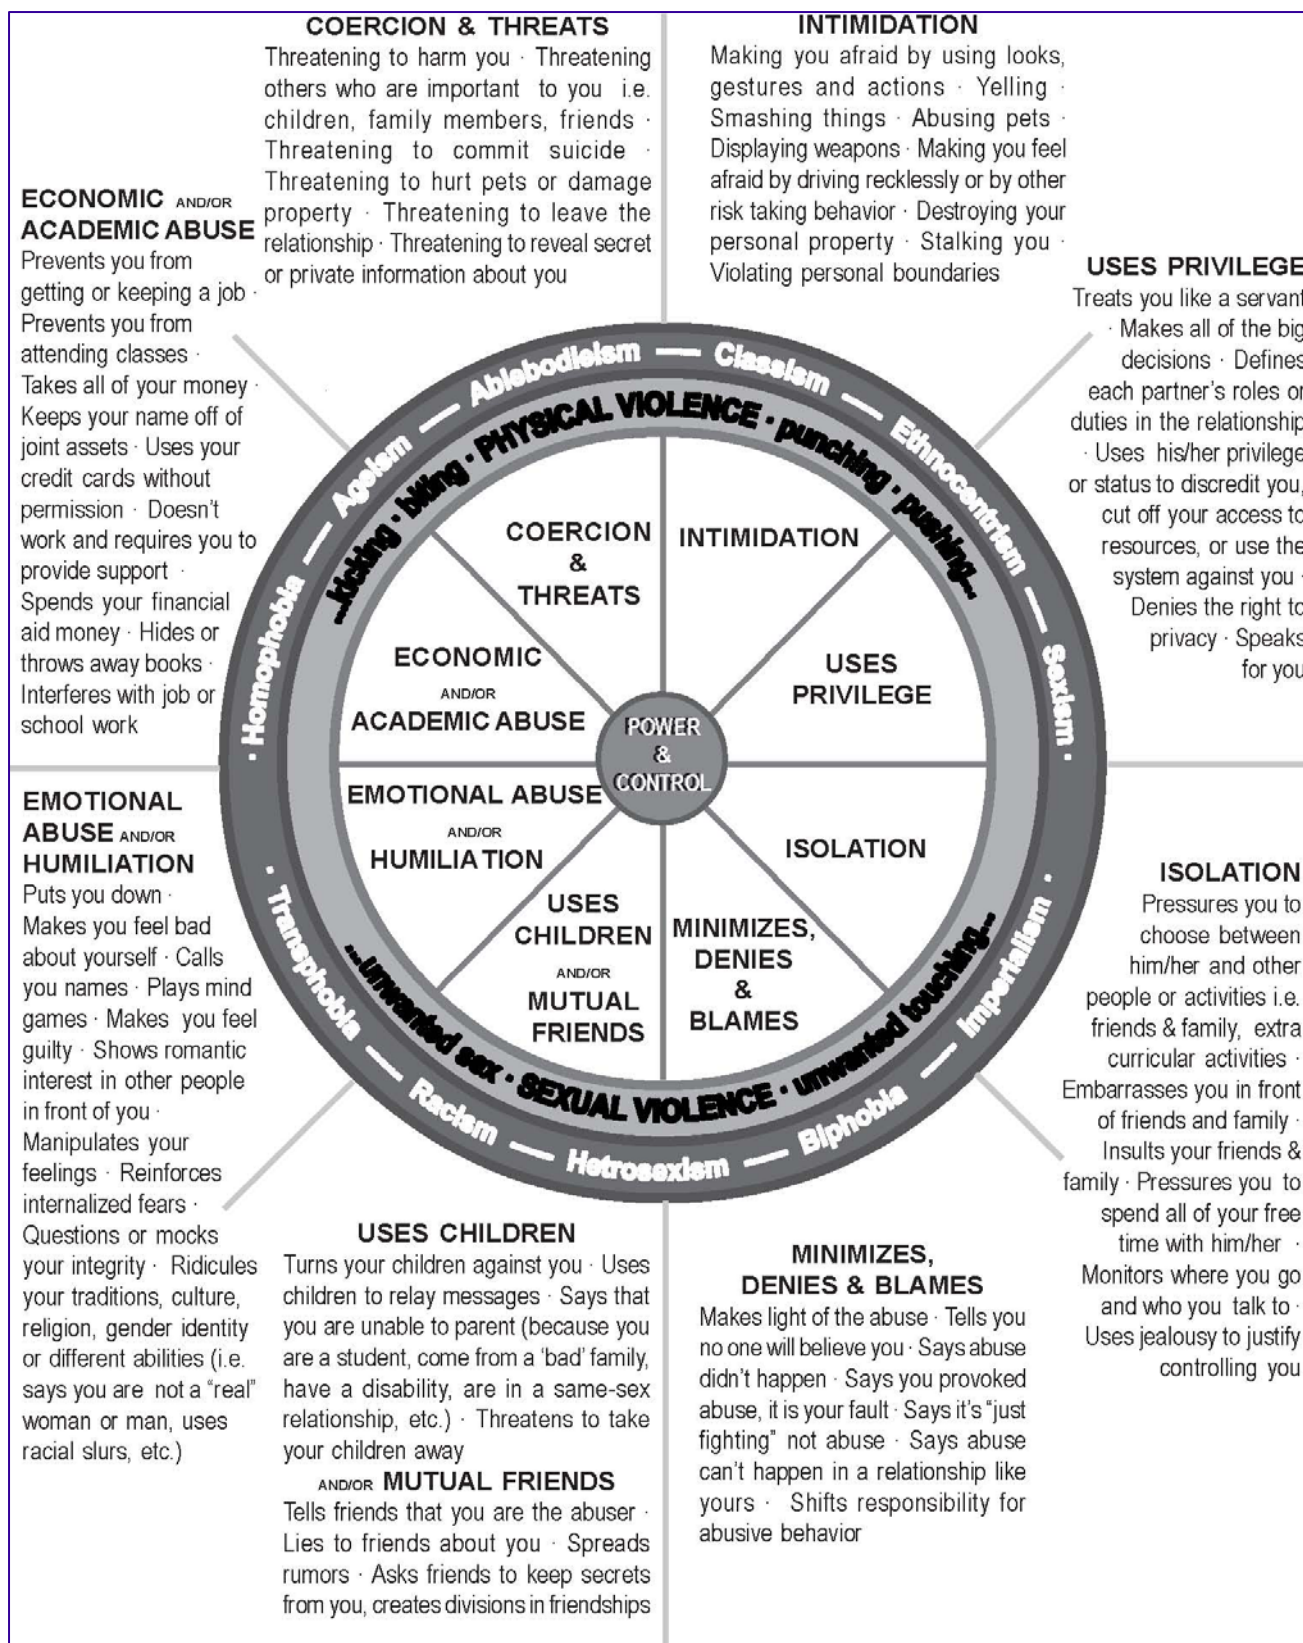 COERCION & THREATS
Threatening to harm you · Threatening
others who are important to you i.e.
children, family members, friends ·
Threatening to commit suicide ·
Threatening to hurt pets or damage
property · Threatening to leave the
relationship · Threatening to reveal secret
or private information about you
INTIMIDATION
Making you afraid by using looks,
gestures and actions · Yelling ·
Smashing things · Abusing pets ·
Displaying weapons · Making you feel
afraid by driving recklessly or by other
risk taking behavior · Destroying your
personal property · Stalking you ·
Violating personal boundaries
ECONOMIC AND/OR
ACADEMIC ABUSE
Prevents you from
getting or keeping a job ·
Prevents you from
attending classes ·
Takes all of your money ·
Keeps your name off of
joint assets · Uses your
credit cards without
permission · Doesn't
work and requires you to
provide support ·
Spends your financial
aid money · Hides or
throws away books ·
Interferes with job or
school work
USES PRIVILEGE
Treats you like a servant
· Makes all of the big
decisions · Defines
each partner's roles or
duties in the relationship
· Uses his/her privilege
or status to discredit you,
cut off your access to
resources, or use the
system against you ·
Denies the right to
privacy · Speaks
for you
· Homophobia — Ageism — Ablebodieism — Classism — Ethnocentrism — Sexism ·
...kicking · biting · PHYSICAL VIOLENCE · punching · pushing...
COERCION
&
THREATS
INTIMIDATION
ECONOMIC
AND/OR
ACADEMIC ABUSE
USES
PRIVILEGE
POWER
&
CONTROL
EMOTIONAL ABUSE
AND/OR
HUMILIATION
ISOLATION
USES
CHILDREN
AND/OR
MUTUAL
FRIENDS
MINIMIZES,
DENIES
&
BLAMES
...unwanted sex · SEXUAL VIOLENCE · unwanted touching...
· Transphobia — Racism — Hetrosexism — Biphobia — Imperialism ·
EMOTIONAL
ABUSE AND/OR
HUMILIATION
Puts you down ·
Makes you feel bad
about yourself · Calls
you names · Plays mind
games · Makes you feel
guilty · Shows romantic
interest in other people
in front of you ·
Manipulates your
feelings · Reinforces
internalized fears ·
Questions or mocks
your integrity · Ridicules
your traditions, culture,
religion, gender identity
or different abilities (i.e.
says you are not a "real"
woman or man, uses
racial slurs, etc.)
ISOLATION
Pressures you to
choose between
him/her and other
people or activities i.e.
friends & family, extra
curricular activities ·
Embarrasses you in front
of friends and family ·
Insults your friends &
family · Pressures you to
spend all of your free
time with him/her ·
Monitors where you go
and who you talk to ·
Uses jealousy to justify
controlling you
USES CHILDREN
Turns your children against you · Uses
children to relay messages · Says that
you are unable to parent (because you
are a student, come from a 'bad' family,
have a disability, are in a same-sex
relationship, etc.) · Threatens to take
your children away
AND/OR MUTUAL FRIENDS
Tells friends that you are the abuser ·
Lies to friends about you · Spreads
rumors · Asks friends to keep secrets
from you, creates divisions in friendships
MINIMIZES,
DENIES & BLAMES
Makes light of the abuse · Tells you
no one will believe you · Says abuse
didn't happen · Says you provoked
abuse, it is your fault · Says it's "just
fighting" not abuse · Says abuse
can't happen in a relationship like
yours · Shifts responsibility for
abusive behavior